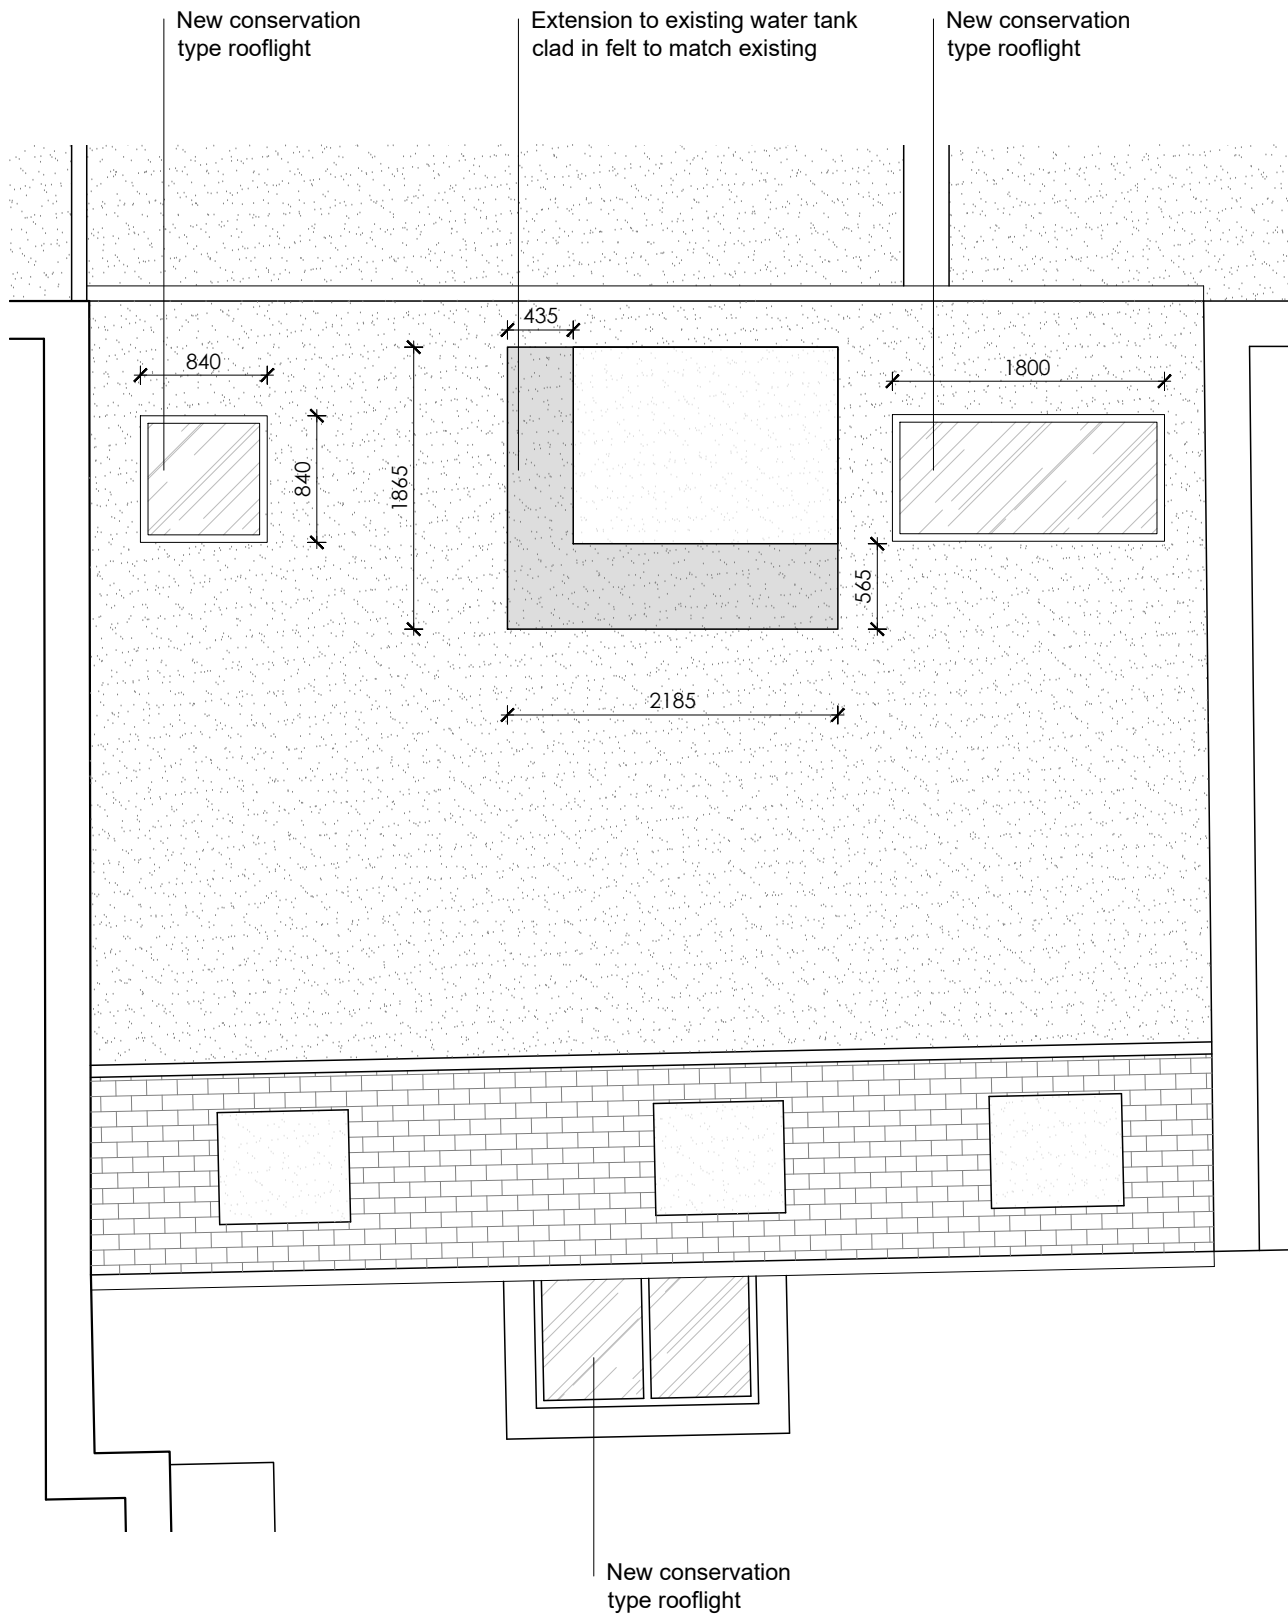 New conservation
type rooflight
Extension to existing water tank
clad in felt to match existing
New conservation
type rooflight
435
840
1800
840
1865
565
2185
New conservation
type rooflight